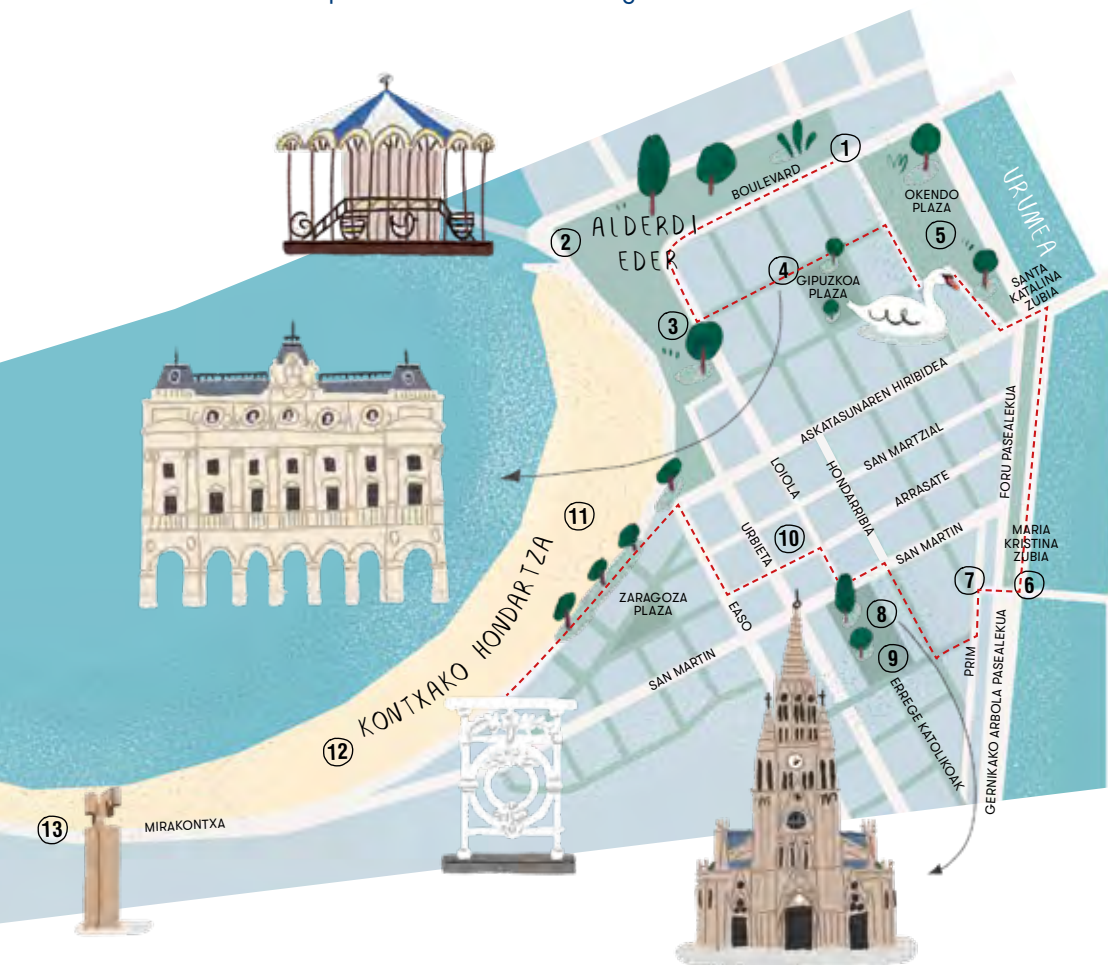 1
BOULEVARD
OKENDO
PLAZA
URUMEA
2
ALDERDI
EDER
5
4
GIPUZKOA
PLAZA
SANTA
KATALINA
ZUBIA
3
ASKATASUNAREN HIRIBIDEA
FORU PASEALEKUA
SAN MARTZIAL
LOIOLA
HONDARRIBIA
ARRASATE
11
URBIETA
10
SAN MARTIN
MARIA
KRISTINA
ZUBIA
7
6
ZARAGOZA
PLAZA
EASO
8
9
PRIM
SAN MARTIN
KONTXAKO HONDARTZA
ERREGE KATOLIKOAK
GERNIKAKO ARBOLA PASEALEKUA
12
13
MIRAKONTXA